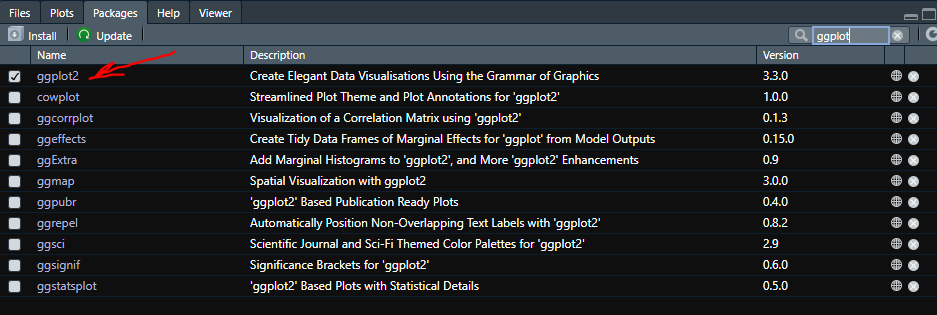 Files Plots Packages Help Viewer
Install Update ggplot
Name Description Version
ggplot2 Create Elegant Data Visualisations Using the Grammar of Graphics 3.3.0
cowplot Streamlined Plot Theme and Plot Annotations for 'ggplot2' 1.0.0
ggcorrplot Visualization of a Correlation Matrix using 'ggplot2' 0.1.3
ggeffects Create Tidy Data Frames of Marginal Effects for 'ggplot' from Model Outputs 0.15.0
ggExtra Add Marginal Histograms to 'ggplot2', and More 'ggplot2' Enhancements 0.9
ggmap Spatial Visualization with ggplot2 3.0.0
ggpubr 'ggplot2' Based Publication Ready Plots 0.4.0
ggrepel Automatically Position Non-Overlapping Text Labels with 'ggplot2' 0.8.2
ggsci Scientific Journal and Sci-Fi Themed Color Palettes for 'ggplot2' 2.9
ggsignif Significance Brackets for 'ggplot2' 0.6.0
ggstatsplot 'ggplot2' Based Plots with Statistical Details 0.5.0